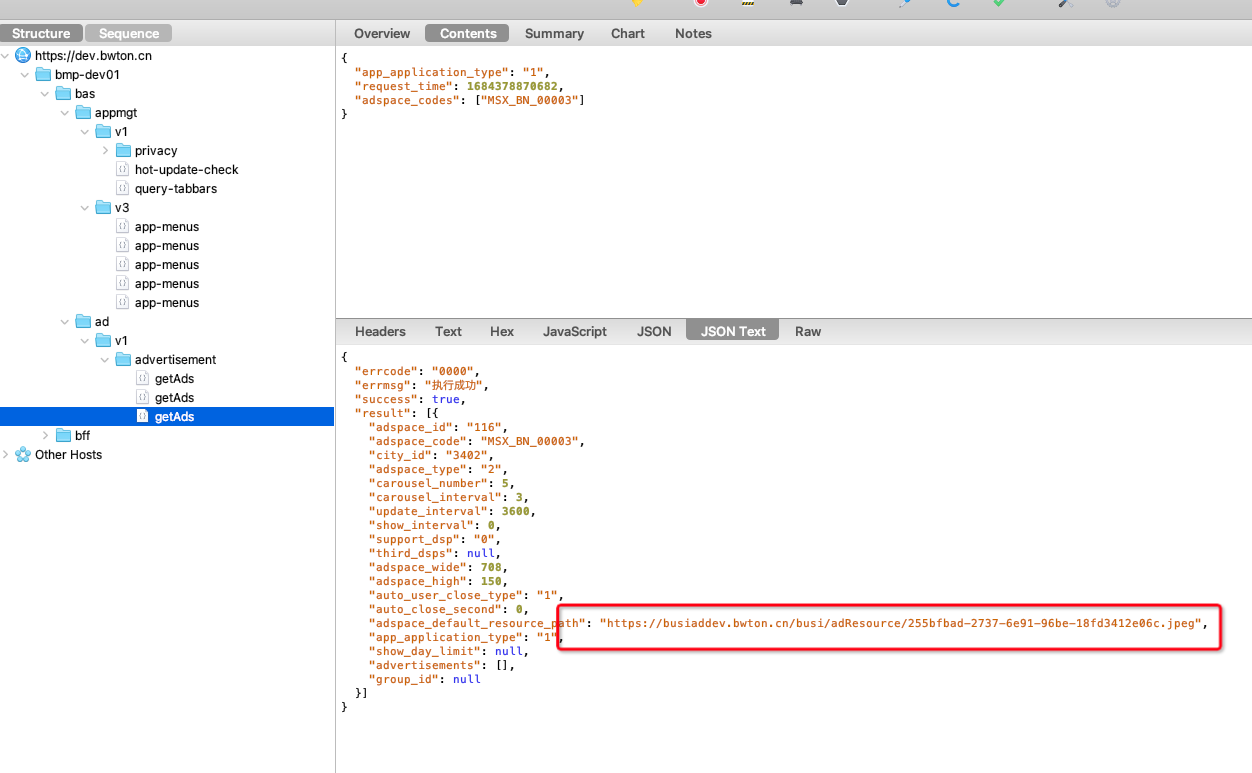 Structure
Sequence
https://dev.bwton.cn
bmp-dev01
bas
appmgt
v1
privacy
hot-update-check
query-tabbars
v3
app-menus
app-menus
app-menus
app-menus
app-menus
ad
v1
advertisement
getAds
getAds
getAds
bff
Other Hosts
Overview
Contents
Summary
Chart
Notes
{
"app_application_type": "1",
"request_time": 1684378870682,
"adspace_codes": ["MSX_BN_00003"]
}
Headers
Text
Hex
JavaScript
JSON
JSON Text
Raw
{
"errcode": "0000",
"errmsg": "执行成功",
"success": true,
"result": [{
"adspace_id": "116",
"adspace_code": "MSX_BN_00003",
"city_id": "3402",
"adspace_type": "2",
"carousel_number": 5,
"carousel_interval": 3,
"update_interval": 3600,
"show_interval": 0,
"support_dsp": "0",
"third_dsps": null,
"adspace_wide": 708,
"adspace_high": 150,
"auto_user_close_type": "1",
"auto_close_second": 0,
"adspace_default_resource_path": "https://busiaddev.bwton.cn/busi/adResource/255bfbad-2737-6e91-96be-18fd3412e06c.jpeg",
"app_application_type": "1",
"show_day_limit": null,
"advertisements": [],
"group_id": null
}]
}